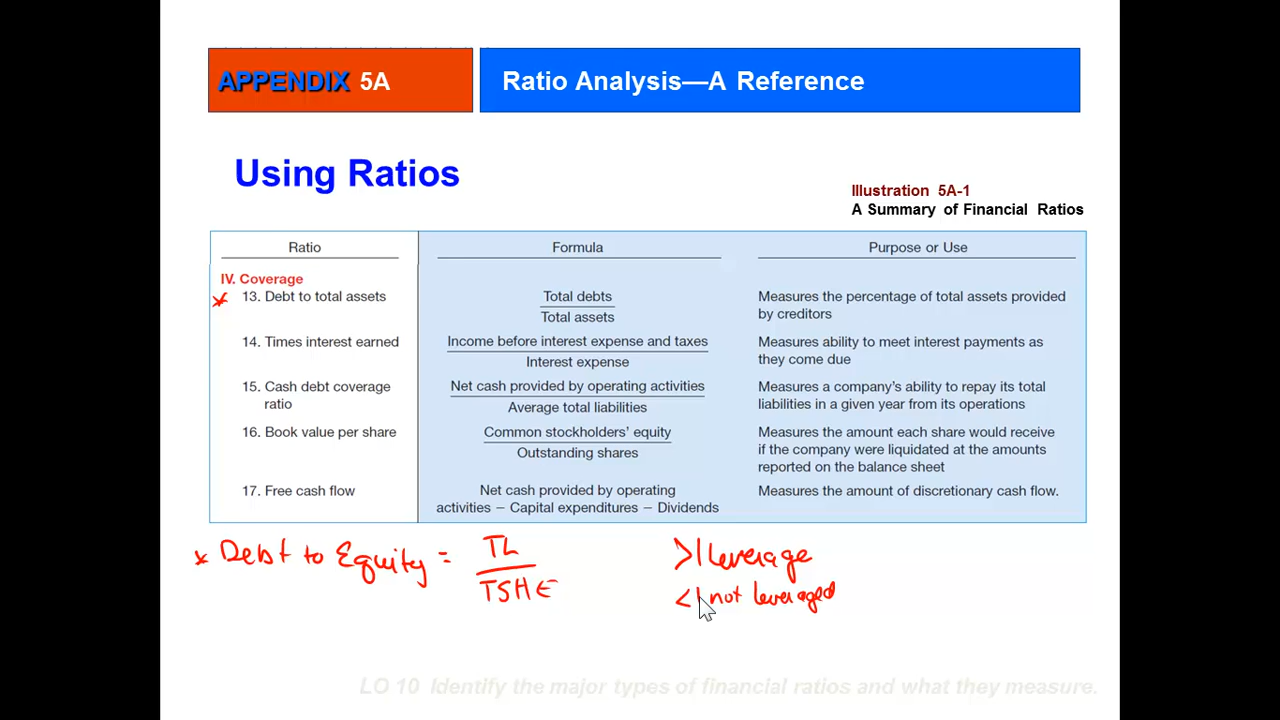 APPENDIX 5A
Ratio Analysis—A Reference
Using Ratios
Illustration 5A-1
A Summary of Financial Ratios
Ratio Formula Purpose or Use
IV. Coverage
13. Debt to total assets
Total debts
Total assets
Measures the percentage of total assets provided
by creditors
14. Times interest earned
Income before interest expense and taxes
Interest expense
Measures ability to meet interest payments as
they come due
15. Cash debt coverage
ratio
Net cash provided by operating activities
Average total liabilities
Measures a company's ability to repay its total
liabilities in a given year from its operations
16. Book value per share
Common stockholders' equity
Outstanding shares
Measures the amount each share would receive
if the company were liquidated at the amounts
reported on the balance sheet
17. Free cash flow
Net cash provided by operating
activities − Capital expenditures − Dividends
Measures the amount of discretionary cash flow.
* Debt to Equity = TL
TSHE
>1 leverage
<1 not leveraged
LO 10 Identify the major types of financial ratios and what they measure.